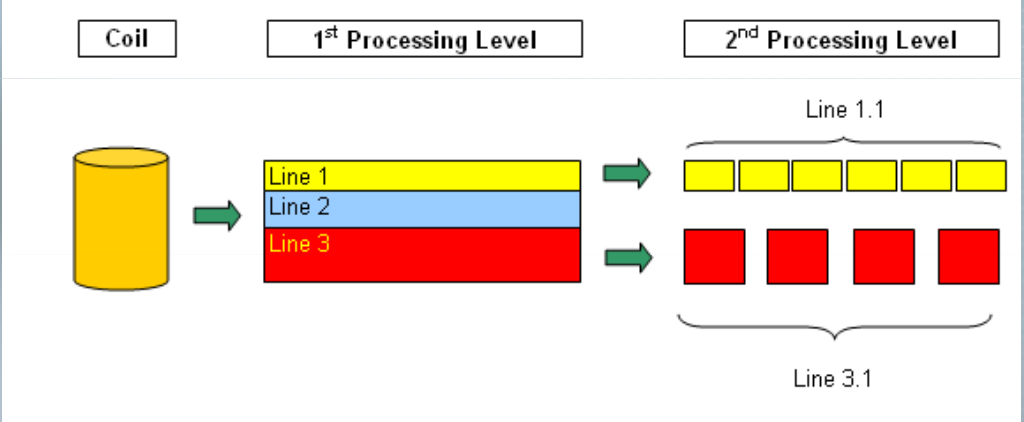 Coil
1st Processing Level
2nd Processing Level
Line 1.1
Line 1
Line 2
Line 3
Line 3.1